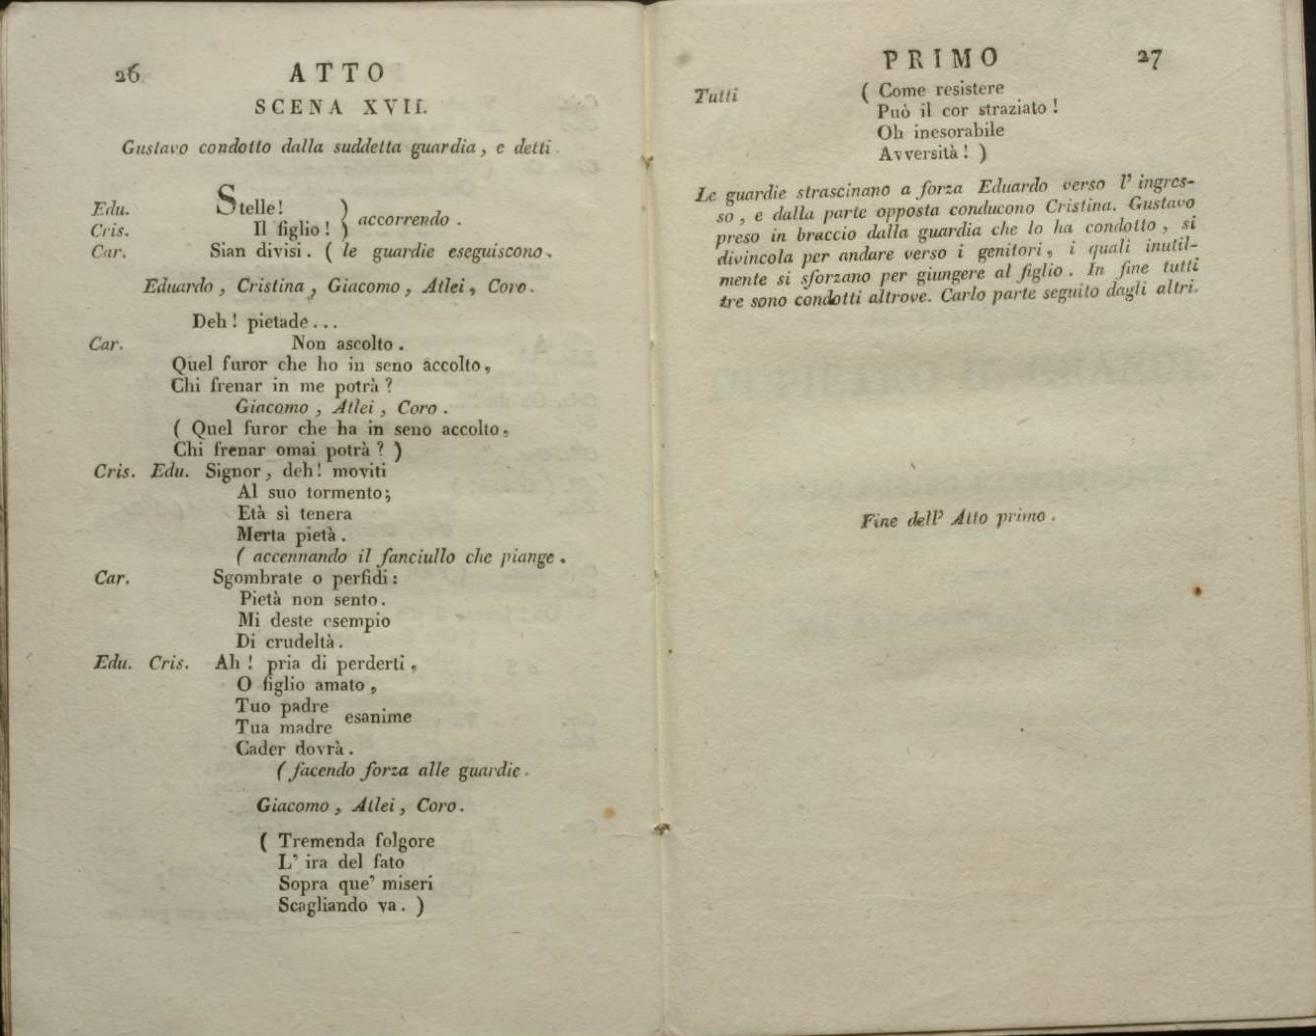 26 ATTO
SCENA XVII.
Gustavo condotto dalla suddetta guardia, e detti.
Edu. Stelle! } accorrendo.
Cris. Il figlio!
Car. Sian divisi. ( le guardie eseguiscono.
Eduardo, Cristina, Giacomo, Atlei, Coro.
Deh! pietade...
Car. Non ascolto.
Quel furor che ho in seno accolto,
Chi frenar in me potrà?
Giacomo, Atlei, Coro.
( Quel furor che ha in seno accolto,
Chi frenar omai potrà? )
Cris. Edu. Signor, deh! moviti
Al suo tormento;
Età sì tenera
Merta pietà.
( accennando il fanciullo che piange.
Car. Sgombrate o perfidi:
Pietà non sento.
Mi deste esempio
Di crudeltà.
Edu. Cris. Ah! pria di perderti,
O figlio amato,
Tuo padre
Tua madre esanime
Cader dovrà.
( facendo forza alle guardie.
Giacomo, Atlei, Coro.
( Tremenda folgore
L' ira del fato
Sopra que' miseri
Scagliando va. )
PRIMO 27
Tutti ( Come resistere
Può il cor straziato!
Oh inesorabile
Avversità! )
Le guardie strascinano a forza Eduardo verso l' ingres-
so, e dalla parte opposta conducono Cristina. Gustavo
preso in braccio dalla guardia che lo ha condotto, si
divincola per andare verso i genitori, i quali inutil-
mente si sforzano per giungere al figlio. In fine tutti
tre sono condotti altrove. Carlo parte seguito dagli altri.
Fine dell' Atto primo.